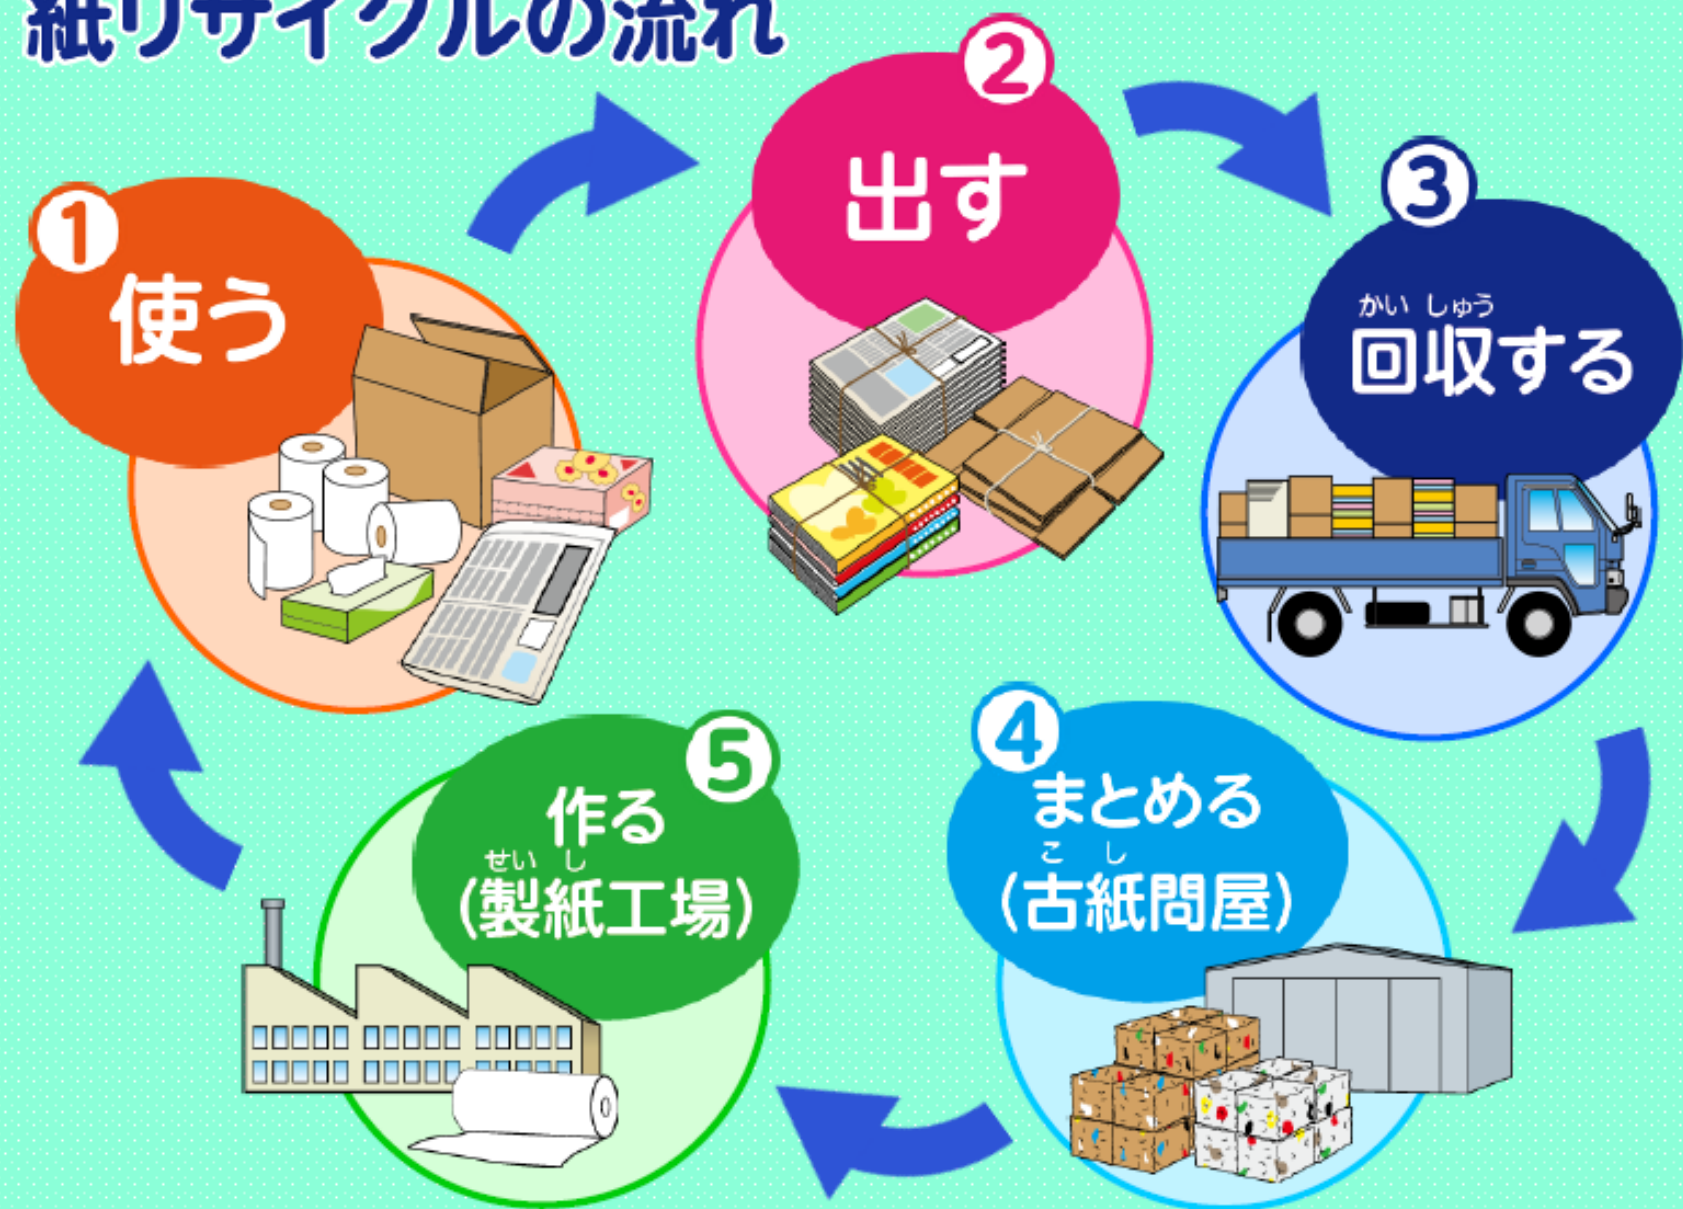 紙リサイクルの流れ
1
使う
2
出す
3
かい しゅう
回収する
4
まとめる
こ し
(古紙問屋)
5
作る
せい し
(製紙工場)